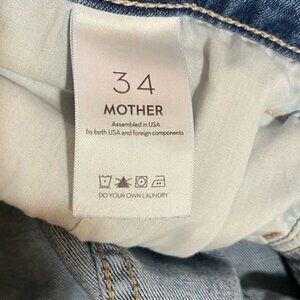 34
MOTHER
Assembled in USA
by both USA and foreign components
DO YOUR OWN LAUNDRY